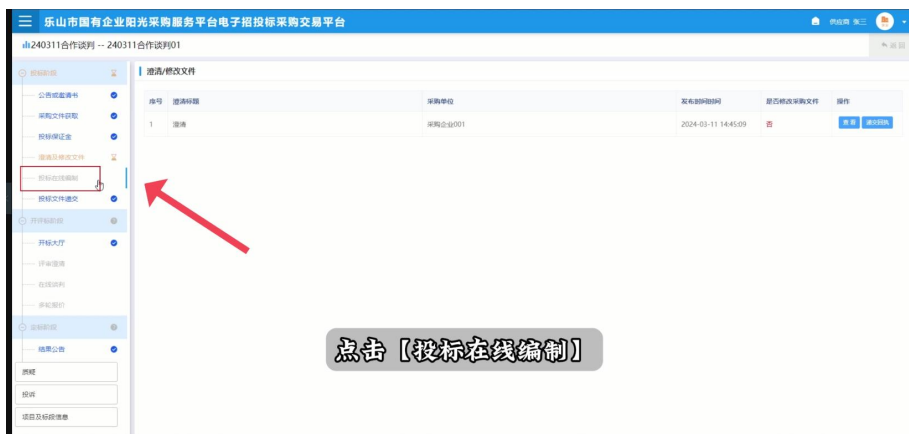 乐山市国有企业阳光采购服务平台电子招投标采购交易平台
供应商 张三
240311合作谈判 -- 240311合作谈判01
返回
投标阶段
公告或邀请书
采购文件获取
投标保证金
澄清及修改文件
投标在线编制
投标文件递交
开评标阶段
开标大厅
评审澄清
在线谈判
多轮报价
定标阶段
结果公告
质疑
投诉
项目及标段信息
澄清/修改文件
序号 澄清标题 采购单位 发布时间时间 是否修改采购文件 操作
1 澄清 采购企业001 2024-03-11 14:45:09 否 查看 递交回执
点击【投标在线编制】